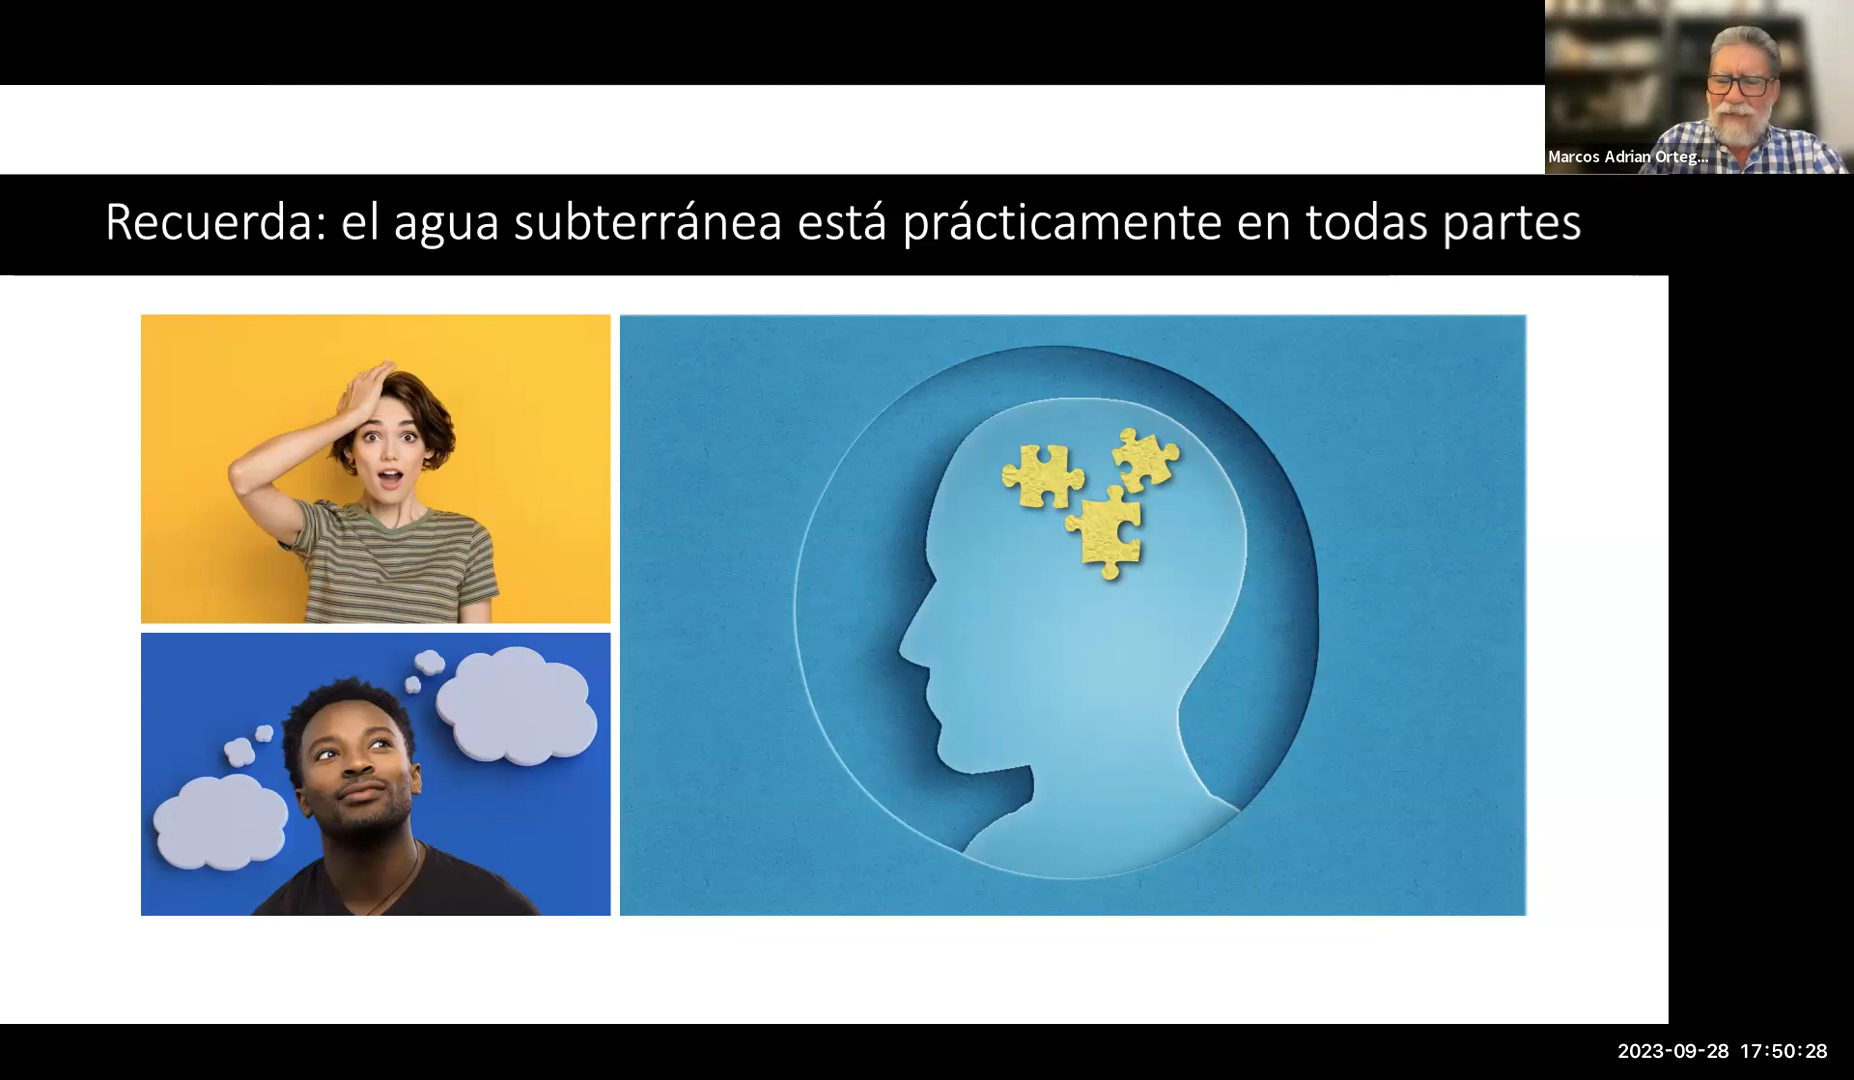 Marcos Adrian Orteg...
Recuerda: el agua subterránea está prácticamente en todas partes
2023-09-28 17:50:28